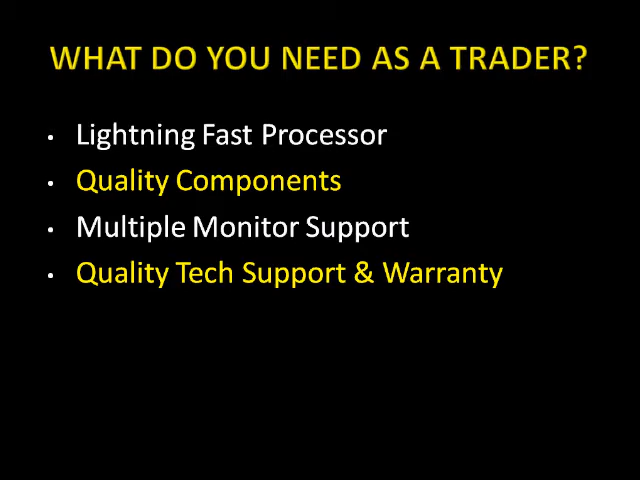 WHAT DO YOU NEED AS A TRADER?
• Lightning Fast Processor
• Quality Components
• Multiple Monitor Support
• Quality Tech Support & Warranty